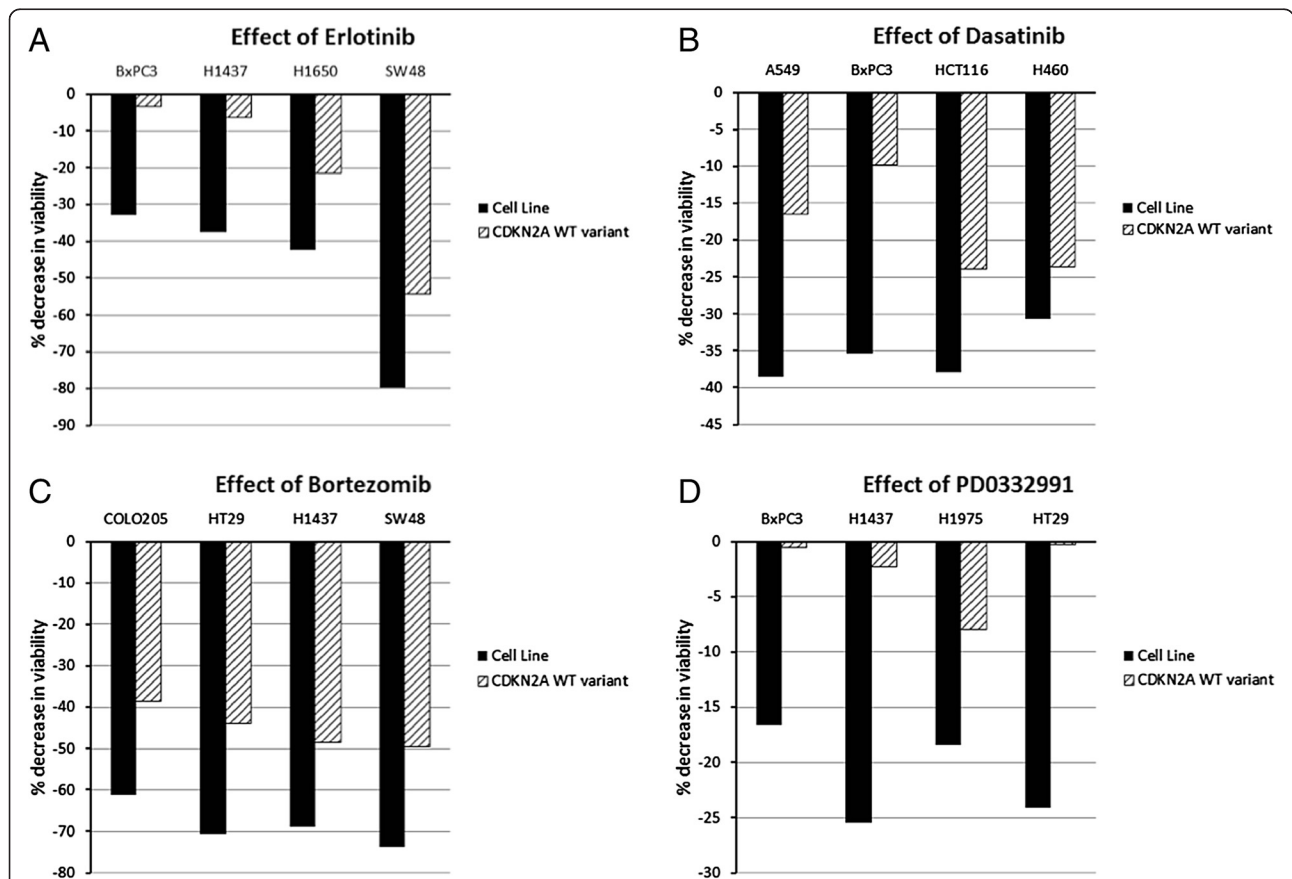 A
Effect of Erlotinib
BxPC3 H1437 H1650 SW48
0
-10
-20
-30
-40
-50
-60
-70
-80
-90
% decrease in viability
Cell Line
CDKN2A WT variant
B
Effect of Dasatinib
A549 BxPC3 HCT116 H460
0
-5
-10
-15
-20
-25
-30
-35
-40
-45
% decrease in viability
Cell Line
CDKN2A WT variant
C
Effect of Bortezomib
COLO205 HT29 H1437 SW48
0
-10
-20
-30
-40
-50
-60
-70
-80
% decrease in viability
Cell Line
CDKN2A WT variant
D
Effect of PD0332991
BxPC3 H1437 H1975 HT29
0
-5
-10
-15
-20
-25
-30
% decrease in viability
Cell Line
CDKN2A WT variant